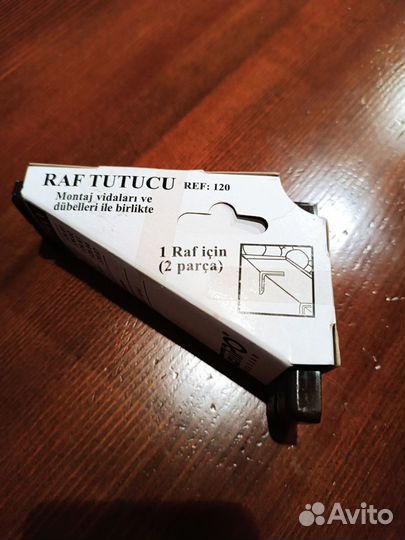 RAF TUTUCU REF: 120
Montaj vidaları ve
dübelleri ile birlikte
1 Raf için
(2 parça)
Avito